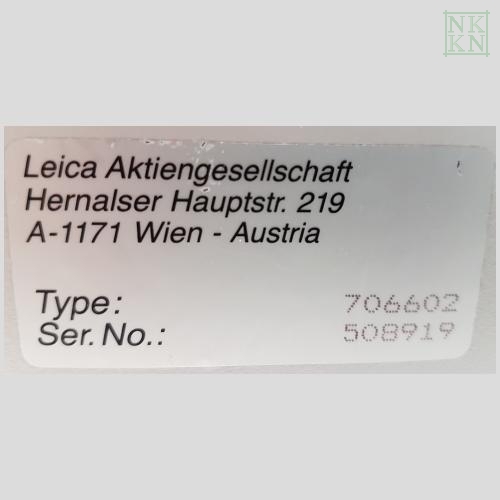 NK
KN
Leica Aktiengesellschaft
Hernalser Hauptstr. 219
A-1171 Wien - Austria
Type: 706602
Ser. No.: 508919